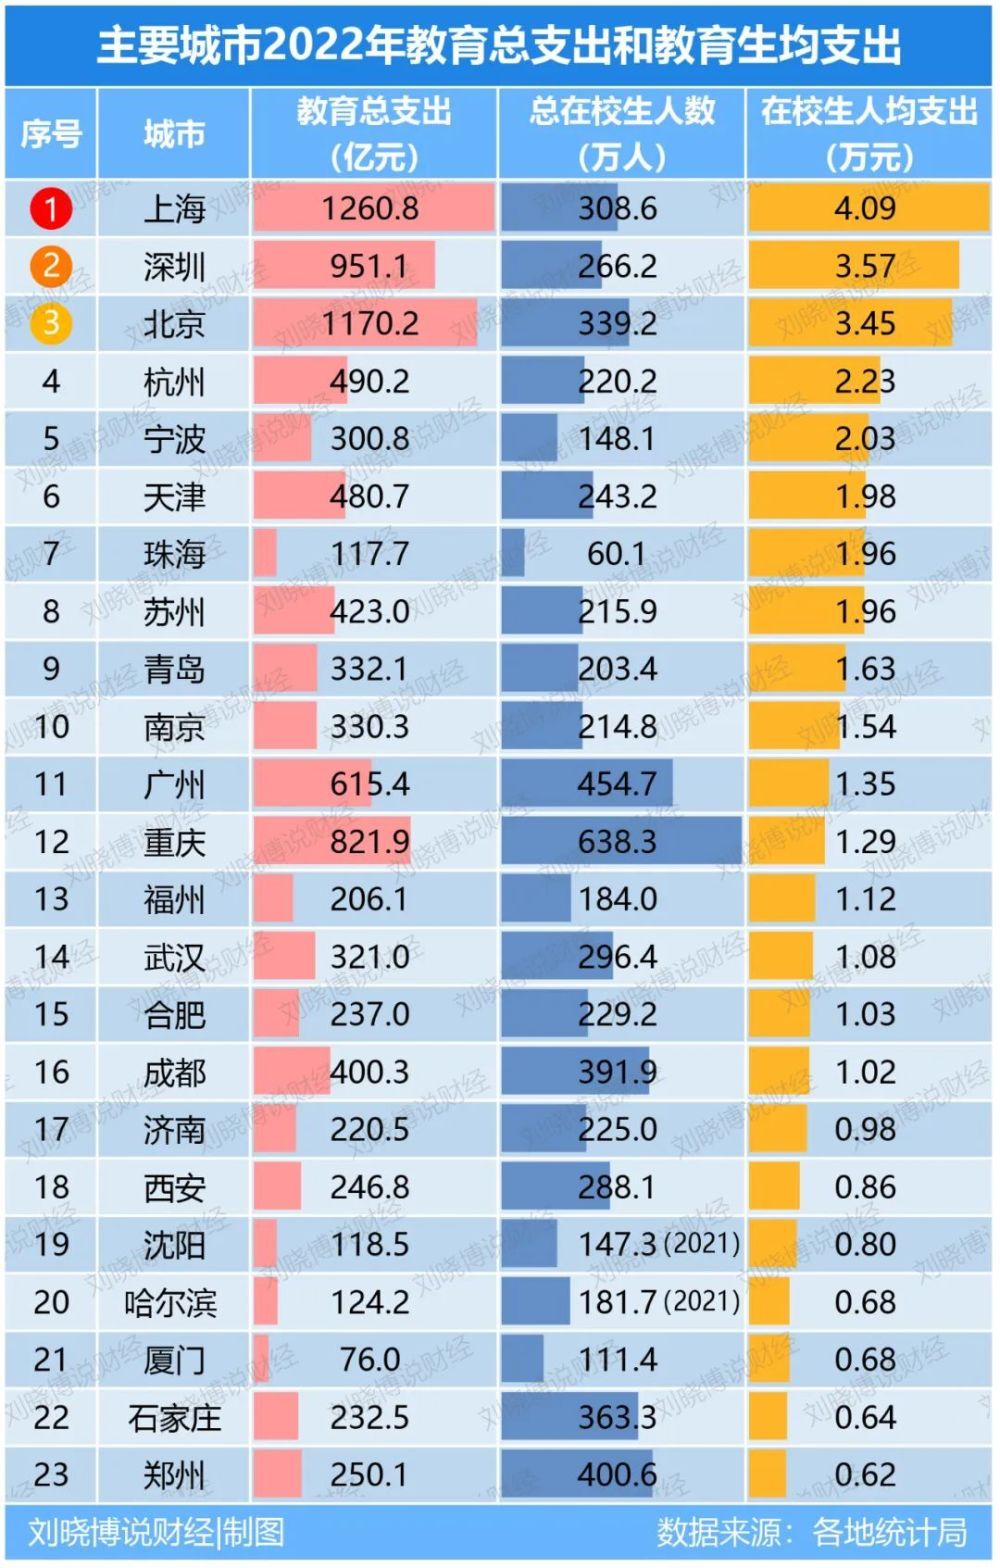 主要城市2022年教育总支出和教育生均支出
序号 城市 教育总支出（亿元） 总在校生人数（万人） 在校生人均支出（万元）
1 上海 1260.8 308.6 4.09
2 深圳 951.1 266.2 3.57
3 北京 1170.2 339.2 3.45
4 杭州 490.2 220.2 2.23
5 宁波 300.8 148.1 2.03
6 天津 480.7 243.2 1.98
7 珠海 117.7 60.1 1.96
8 苏州 423.0 215.9 1.96
9 青岛 332.1 203.4 1.63
10 南京 330.3 214.8 1.54
11 广州 615.4 454.7 1.35
12 重庆 821.9 638.3 1.29
13 福州 206.1 184.0 1.12
14 武汉 321.0 296.4 1.08
15 合肥 237.0 229.2 1.03
16 成都 400.3 391.9 1.02
17 济南 220.5 225.0 0.98
18 西安 246.8 288.1 0.86
19 沈阳 118.5 147.3(2021) 0.80
20 哈尔滨 124.2 181.7(2021) 0.68
21 厦门 76.0 111.4 0.68
22 石家庄 232.5 363.3 0.64
23 郑州 250.1 400.6 0.62
刘晓博说财经|制图 数据来源：各地统计局
刘晓博说财经